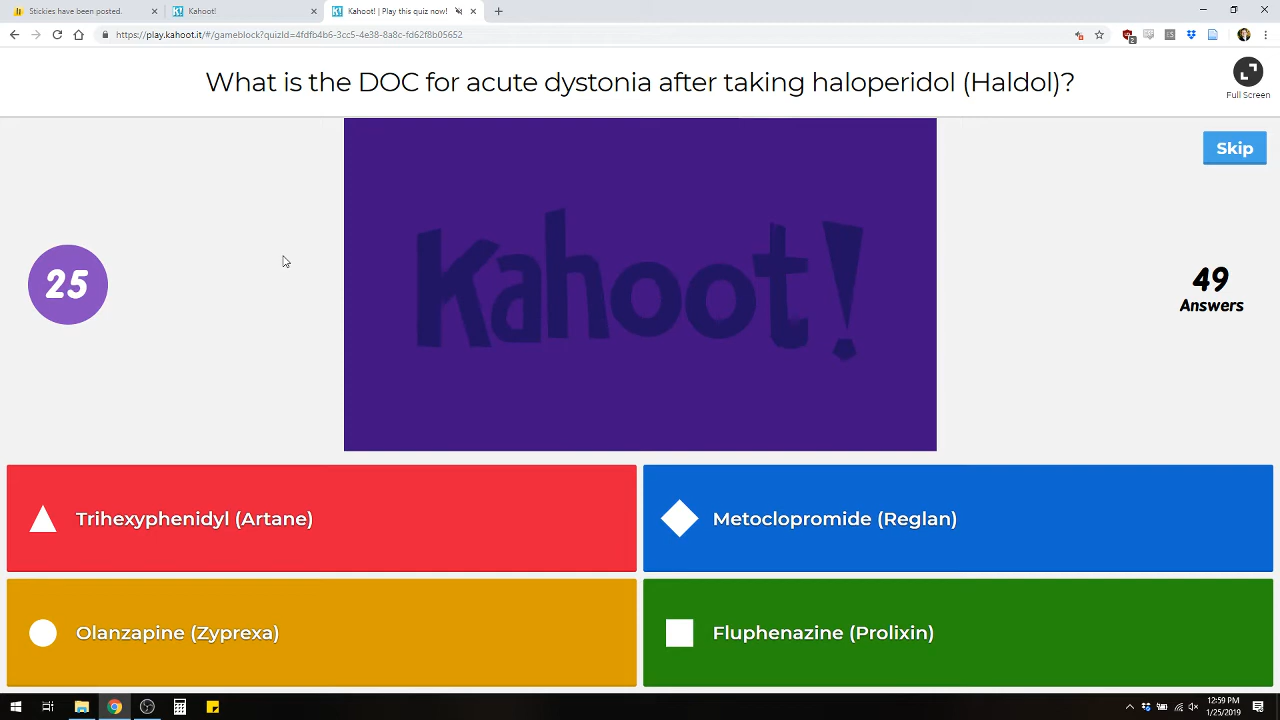 Stickies have been posted.
Kahoot!
Kahoot! | Play this quiz now!
https://play.kahoot.it/#/gameblock?quizId=4fdfb4b6-3cc5-4e38-8a8c-fd62f8b05652
2
What is the DOC for acute dystonia after taking haloperidol (Haldol)?
Full Screen
Skip
Kahoot!
25
49
Answers
Trihexyphenidyl (Artane)
Metoclopromide (Reglan)
Olanzapine (Zyprexa)
Fluphenazine (Prolixin)
12:59 PM
1/25/2019